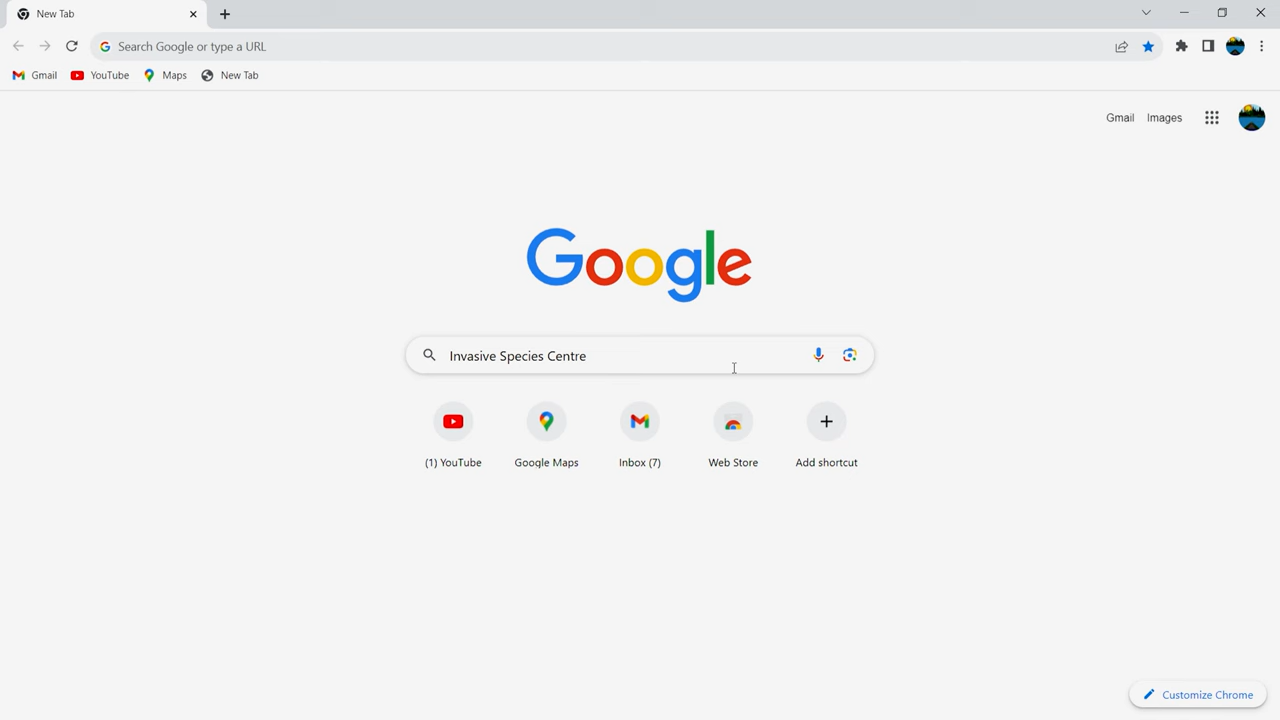 New Tab
Search Google or type a URL
Gmail YouTube Maps New Tab
Gmail Images
Google
Invasive Species Centre
(1) YouTube Google Maps Inbox (7) Web Store Add shortcut
Customize Chrome